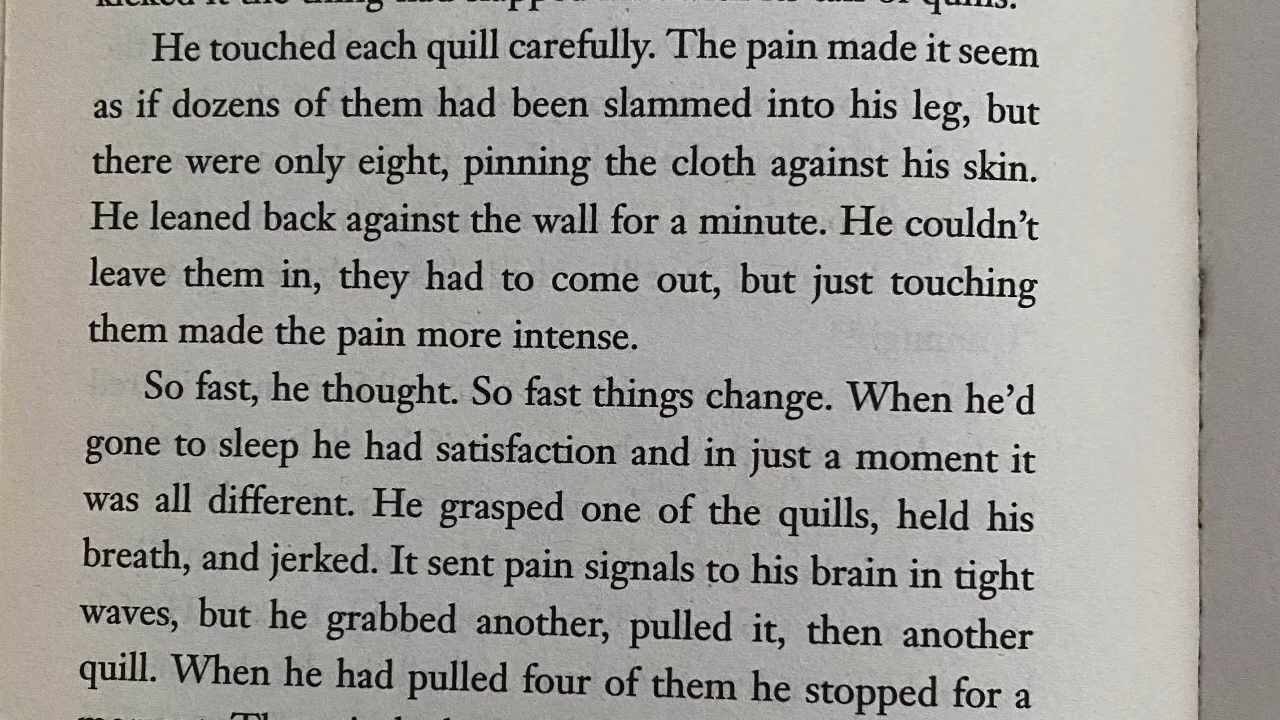 He touched each quill carefully. The pain made it seem
as if dozens of them had been slammed into his leg, but
there were only eight, pinning the cloth against his skin.
He leaned back against the wall for a minute. He couldn’t
leave them in, they had to come out, but just touching
them made the pain more intense.
So fast, he thought. So fast things change. When he’d
gone to sleep he had satisfaction and in just a moment it
was all different. He grasped one of the quills, held his
breath, and jerked. It sent pain signals to his brain in tight
waves, but he grabbed another, pulled it, then another
quill. When he had pulled four of them he stopped for a